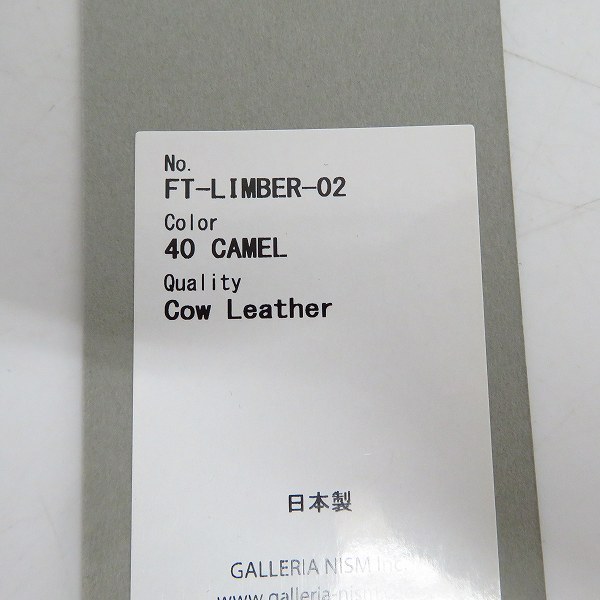 No.
FT-LIMBER-02
Color
40 CAMEL
Quality
Cow Leather
日本製
GALLERIA NISM